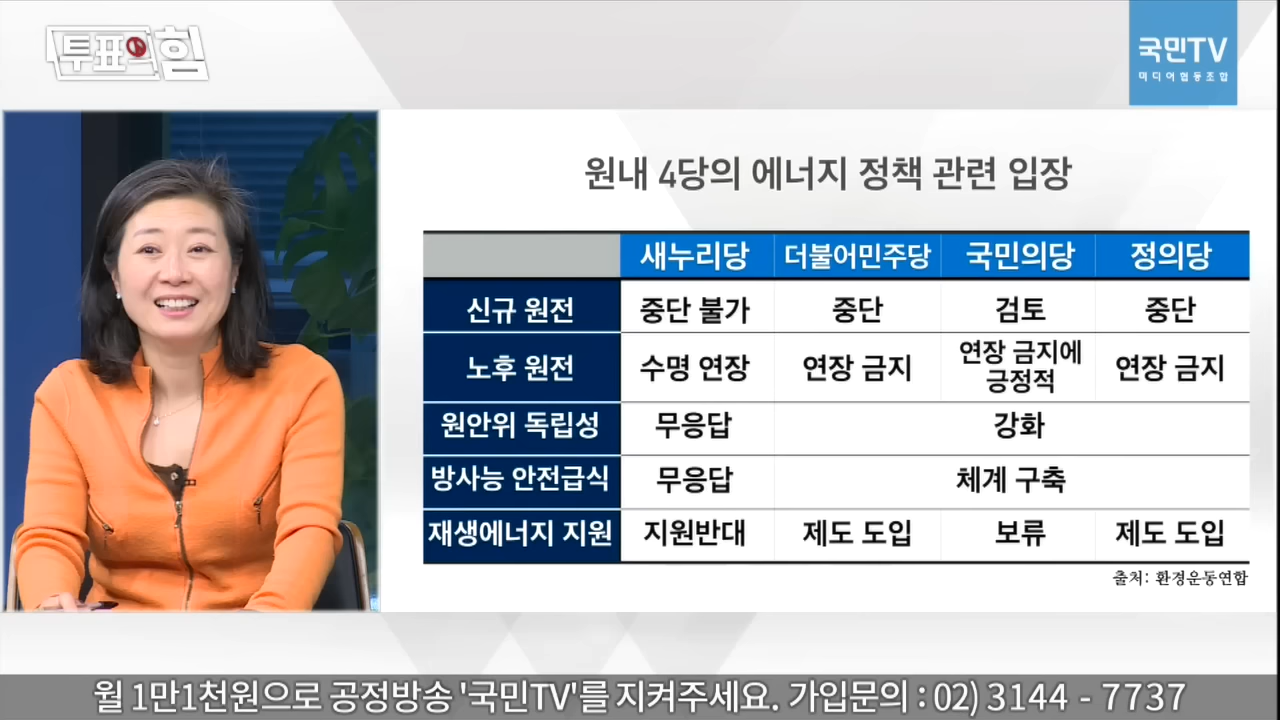 투표의힘
국민TV
미디어협동조합
원내 4당의 에너지 정책 관련 입장
새누리당 더불어민주당 국민의당 정의당
신규 원전 중단 불가 중단 검토 중단
노후 원전 수명 연장 연장 금지 연장 금지에 긍정적 연장 금지
원안위 독립성 무응답 강화
방사능 안전급식 무응답 체계 구축
재생에너지 지원 지원반대 제도 도입 보류 제도 도입
출처: 환경운동연합
월 1만1천원으로 공정방송 '국민TV'를 지켜주세요. 가입문의 : 02) 3144 - 7737